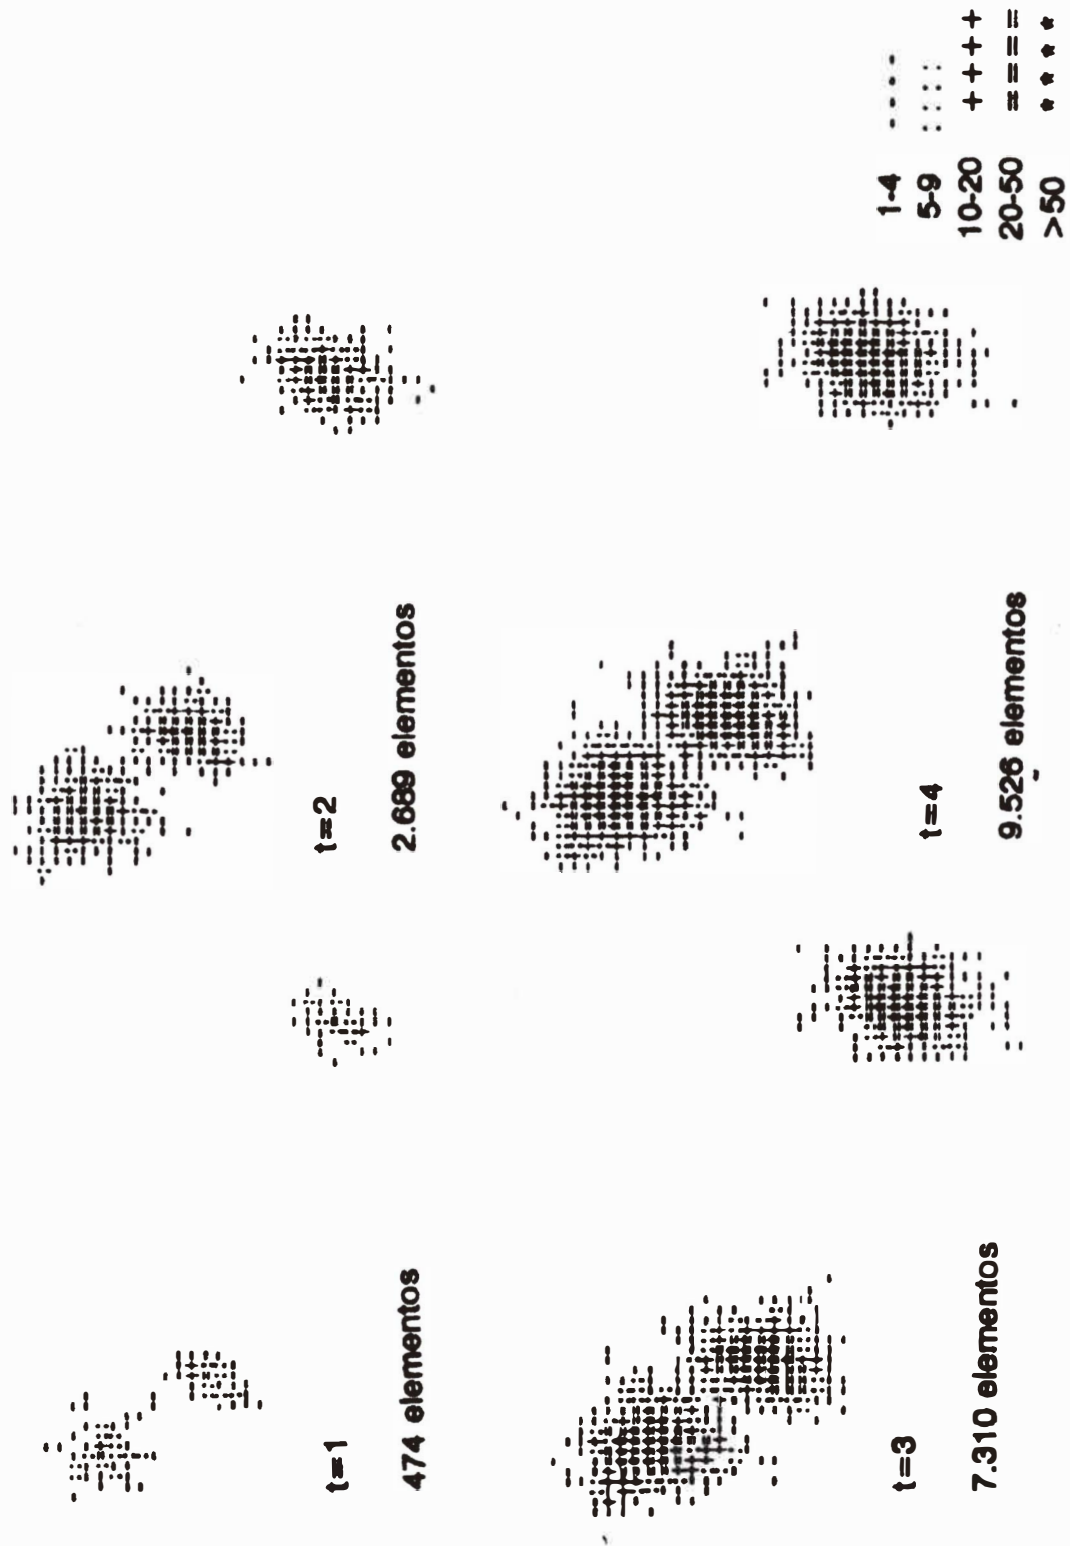 t=1
474 elementos
t=2
2.689 elementos
t=3
7.310 elementos
t=4
9.526 elementos
1-4 . . . .
5-9 : : : :
10-20 + + + +
20-50 = = = =
>50 * * * *